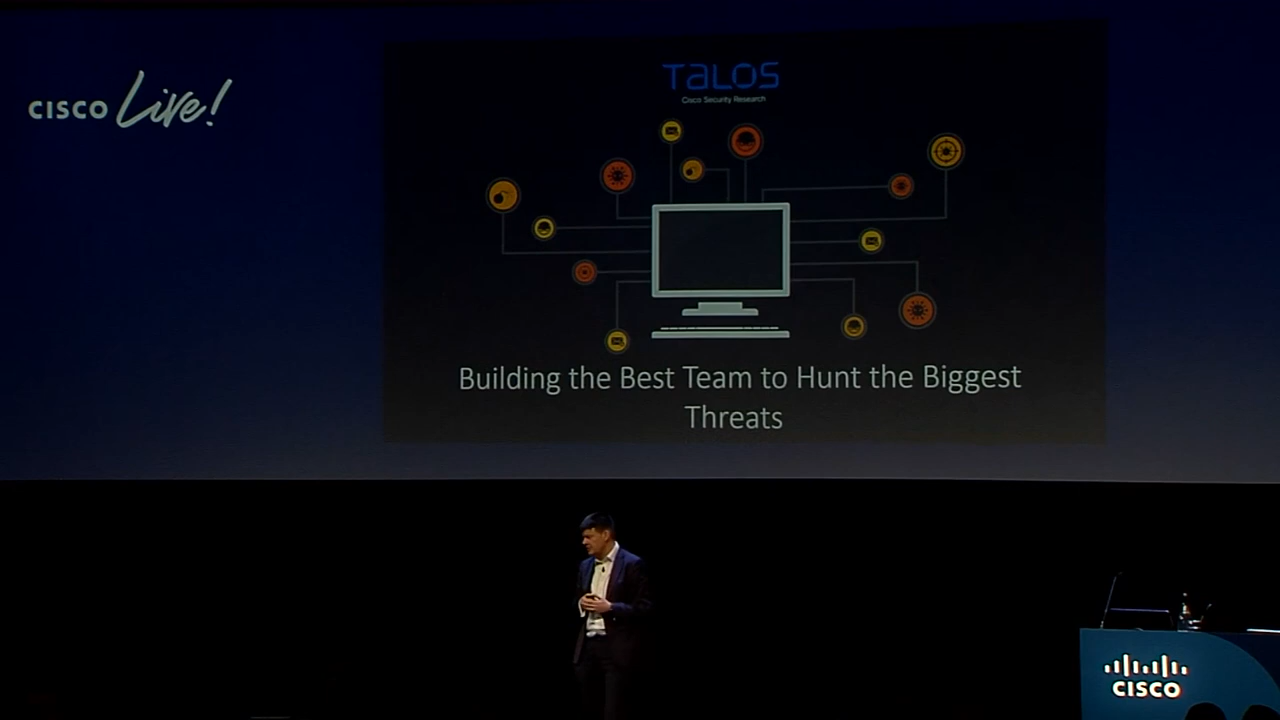 CISCO Live!
TALOS
Cisco Security Research
Building the Best Team to Hunt the Biggest
Threats
CISCO